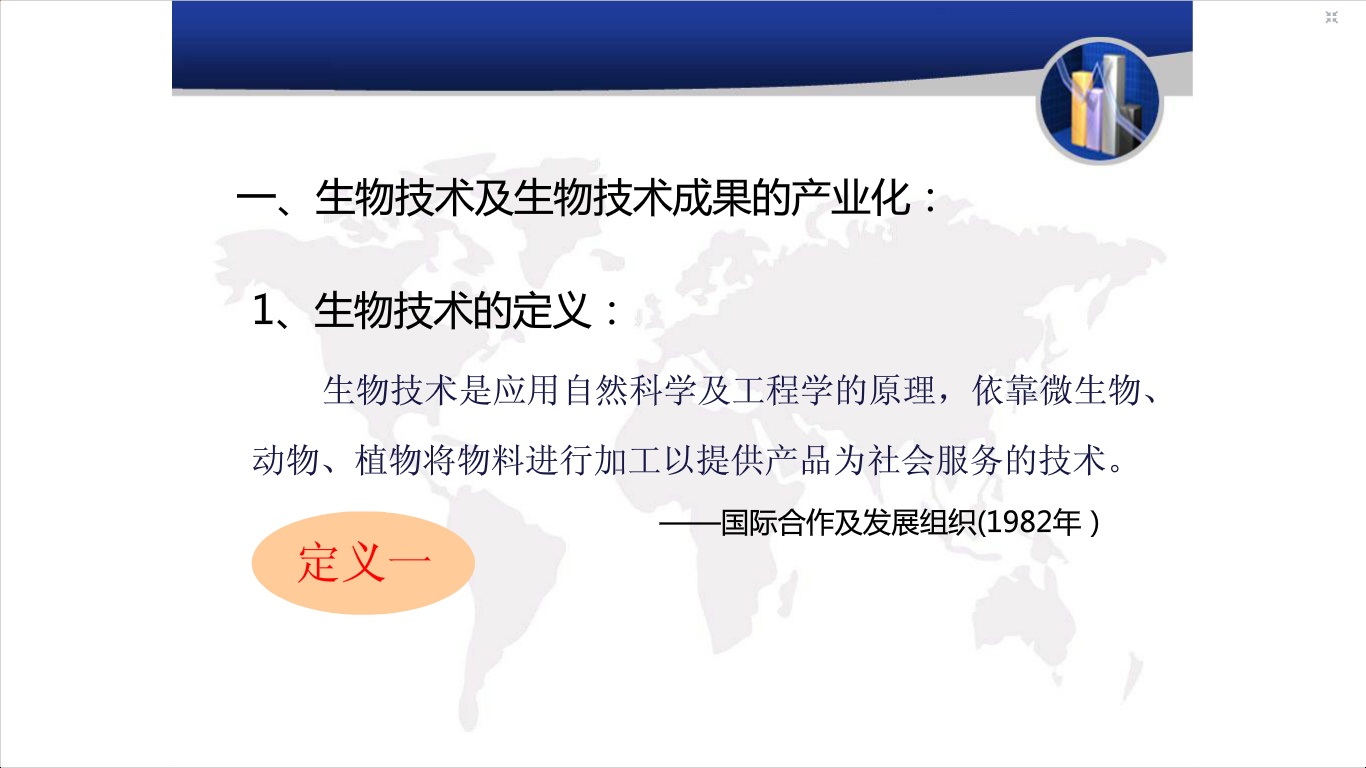 一、生物技术及生物技术成果的产业化：
1、生物技术的定义：
生物技术是应用自然科学及工程学的原理，依靠微生物、
动物、植物将物料进行加工以提供产品为社会服务的技术。
——国际合作及发展组织(1982年）
定义一